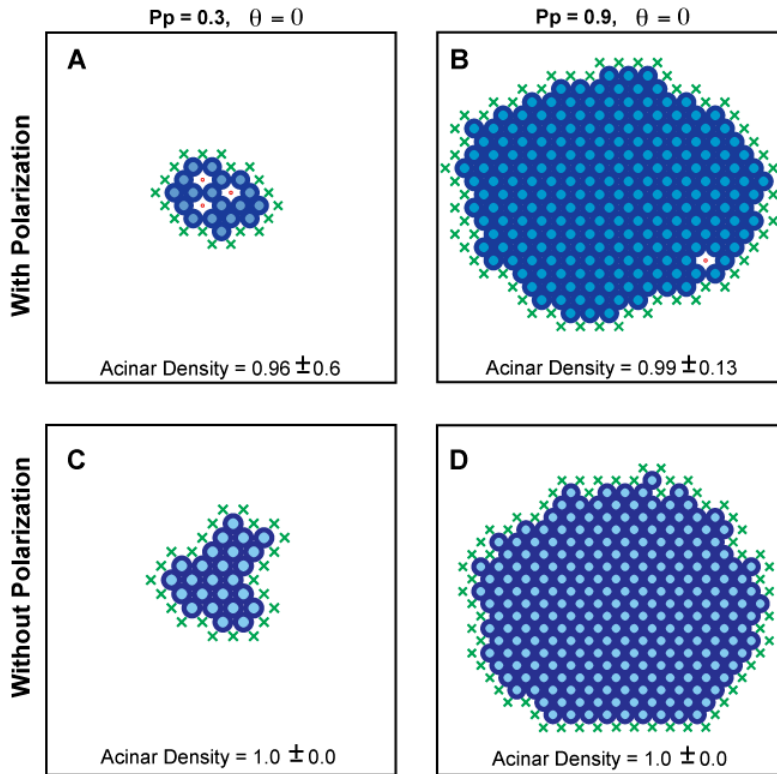 Pp = 0.3, θ = 0
Pp = 0.9, θ = 0
With Polarization
A
Acinar Density = 0.96 ±0.6
B
Acinar Density = 0.99 ±0.13
Without Polarization
C
Acinar Density = 1.0 ±0.0
D
Acinar Density = 1.0 ±0.0